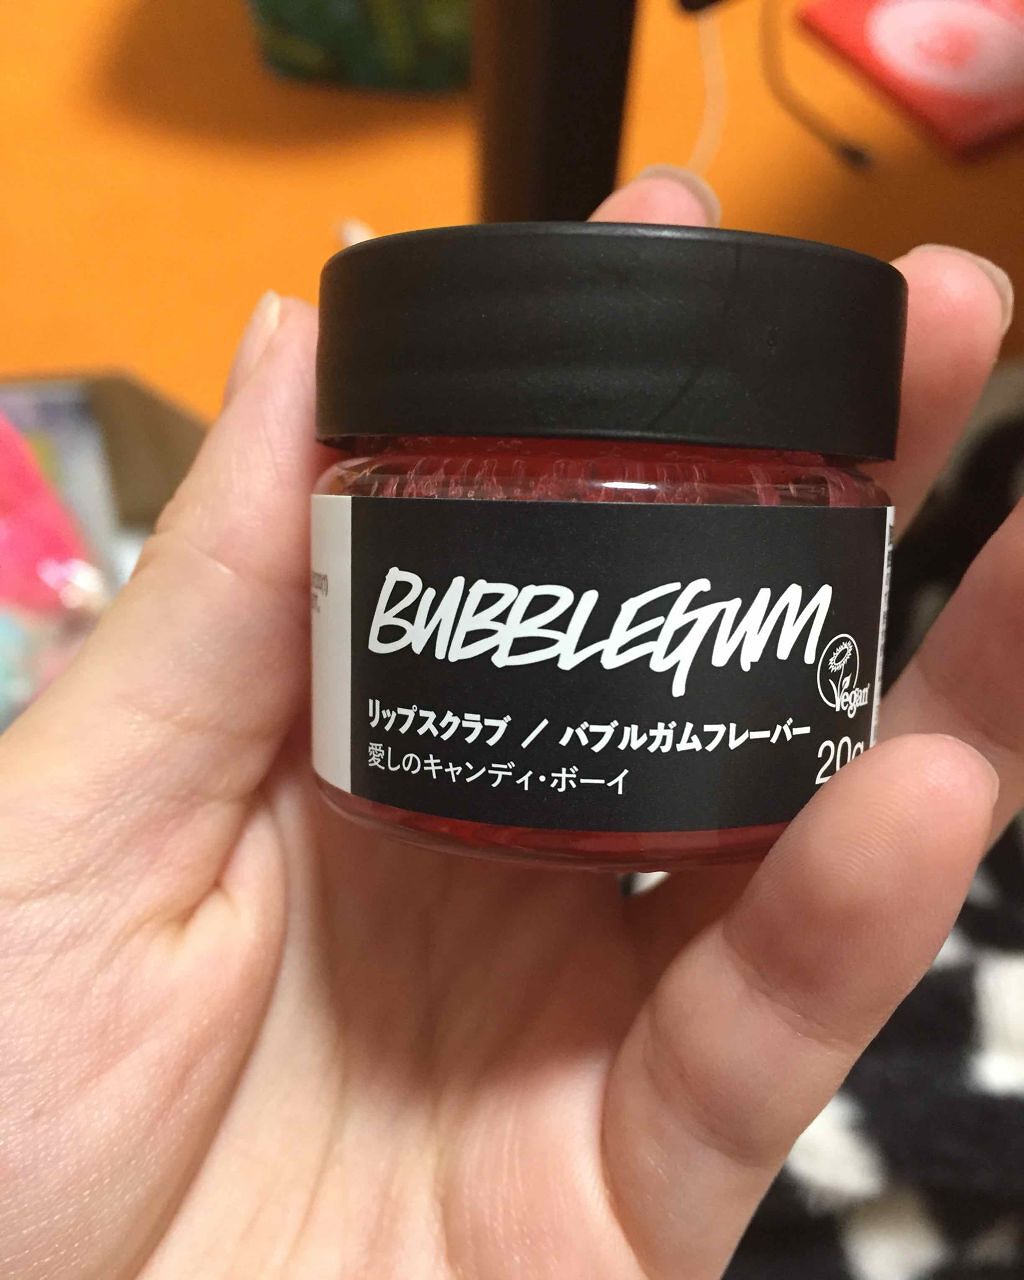 BUBBLEGUM
Vegan
リップスクラブ / バブルガムフレーバー
愛しのキャンディ・ボーイ
20g